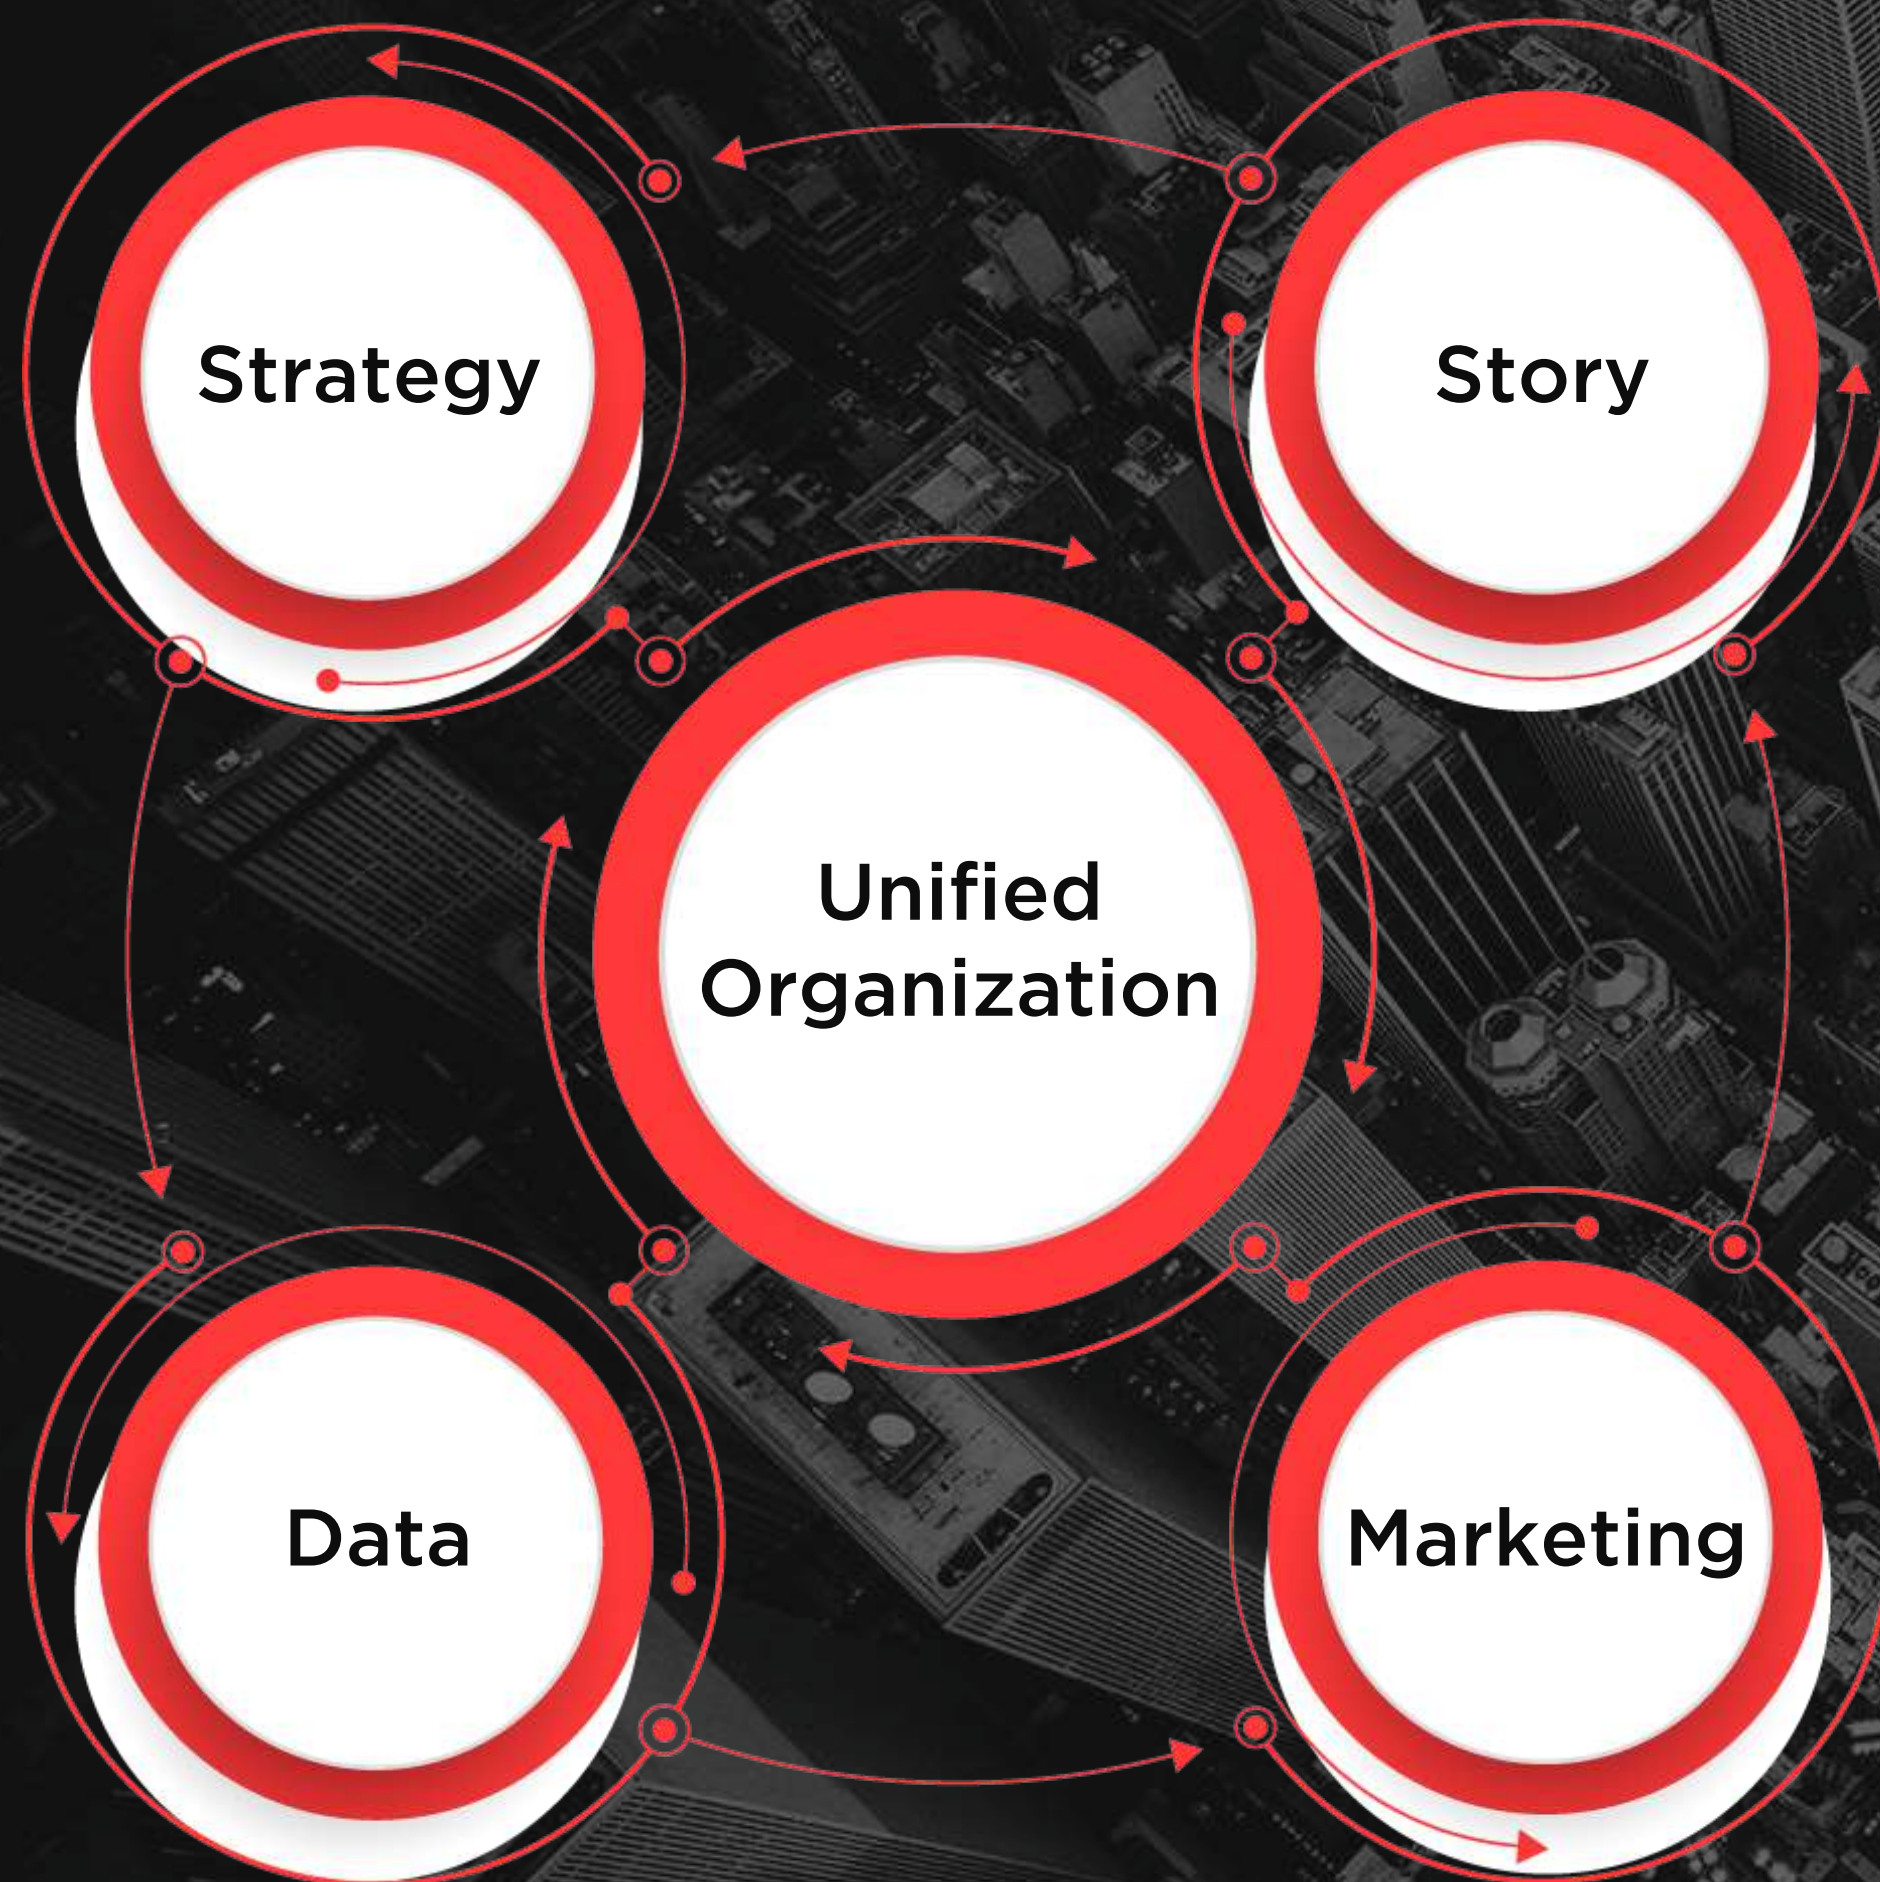 Strategy
Story
Unified
Organization
Data
Marketing